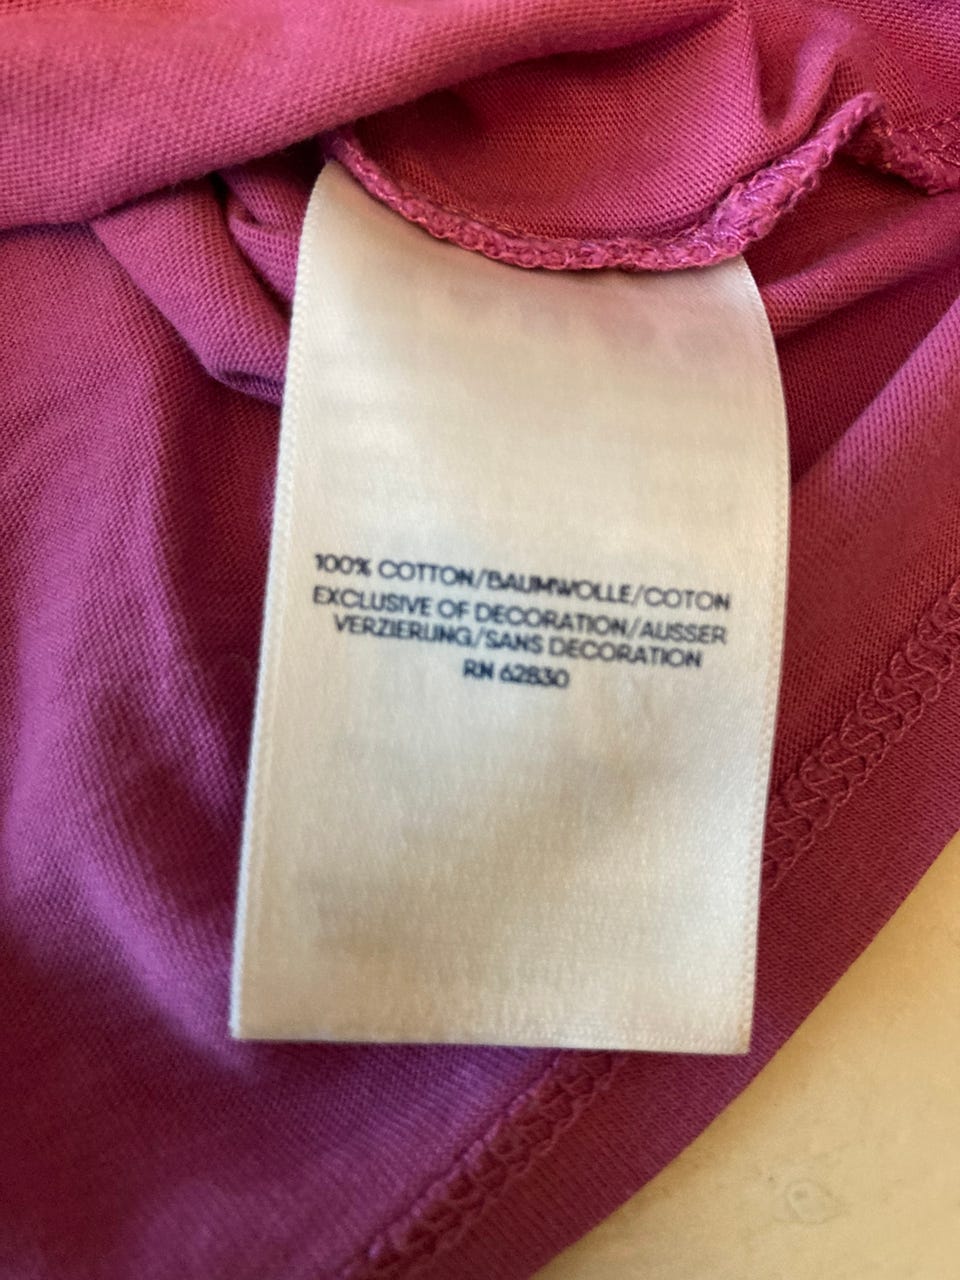 100% COTTON/BAUMWOLLE/COTON
EXCLUSIVE OF DECORATION/AUSSER
VERZIERUNG/SANS DECORATION
RN 62830